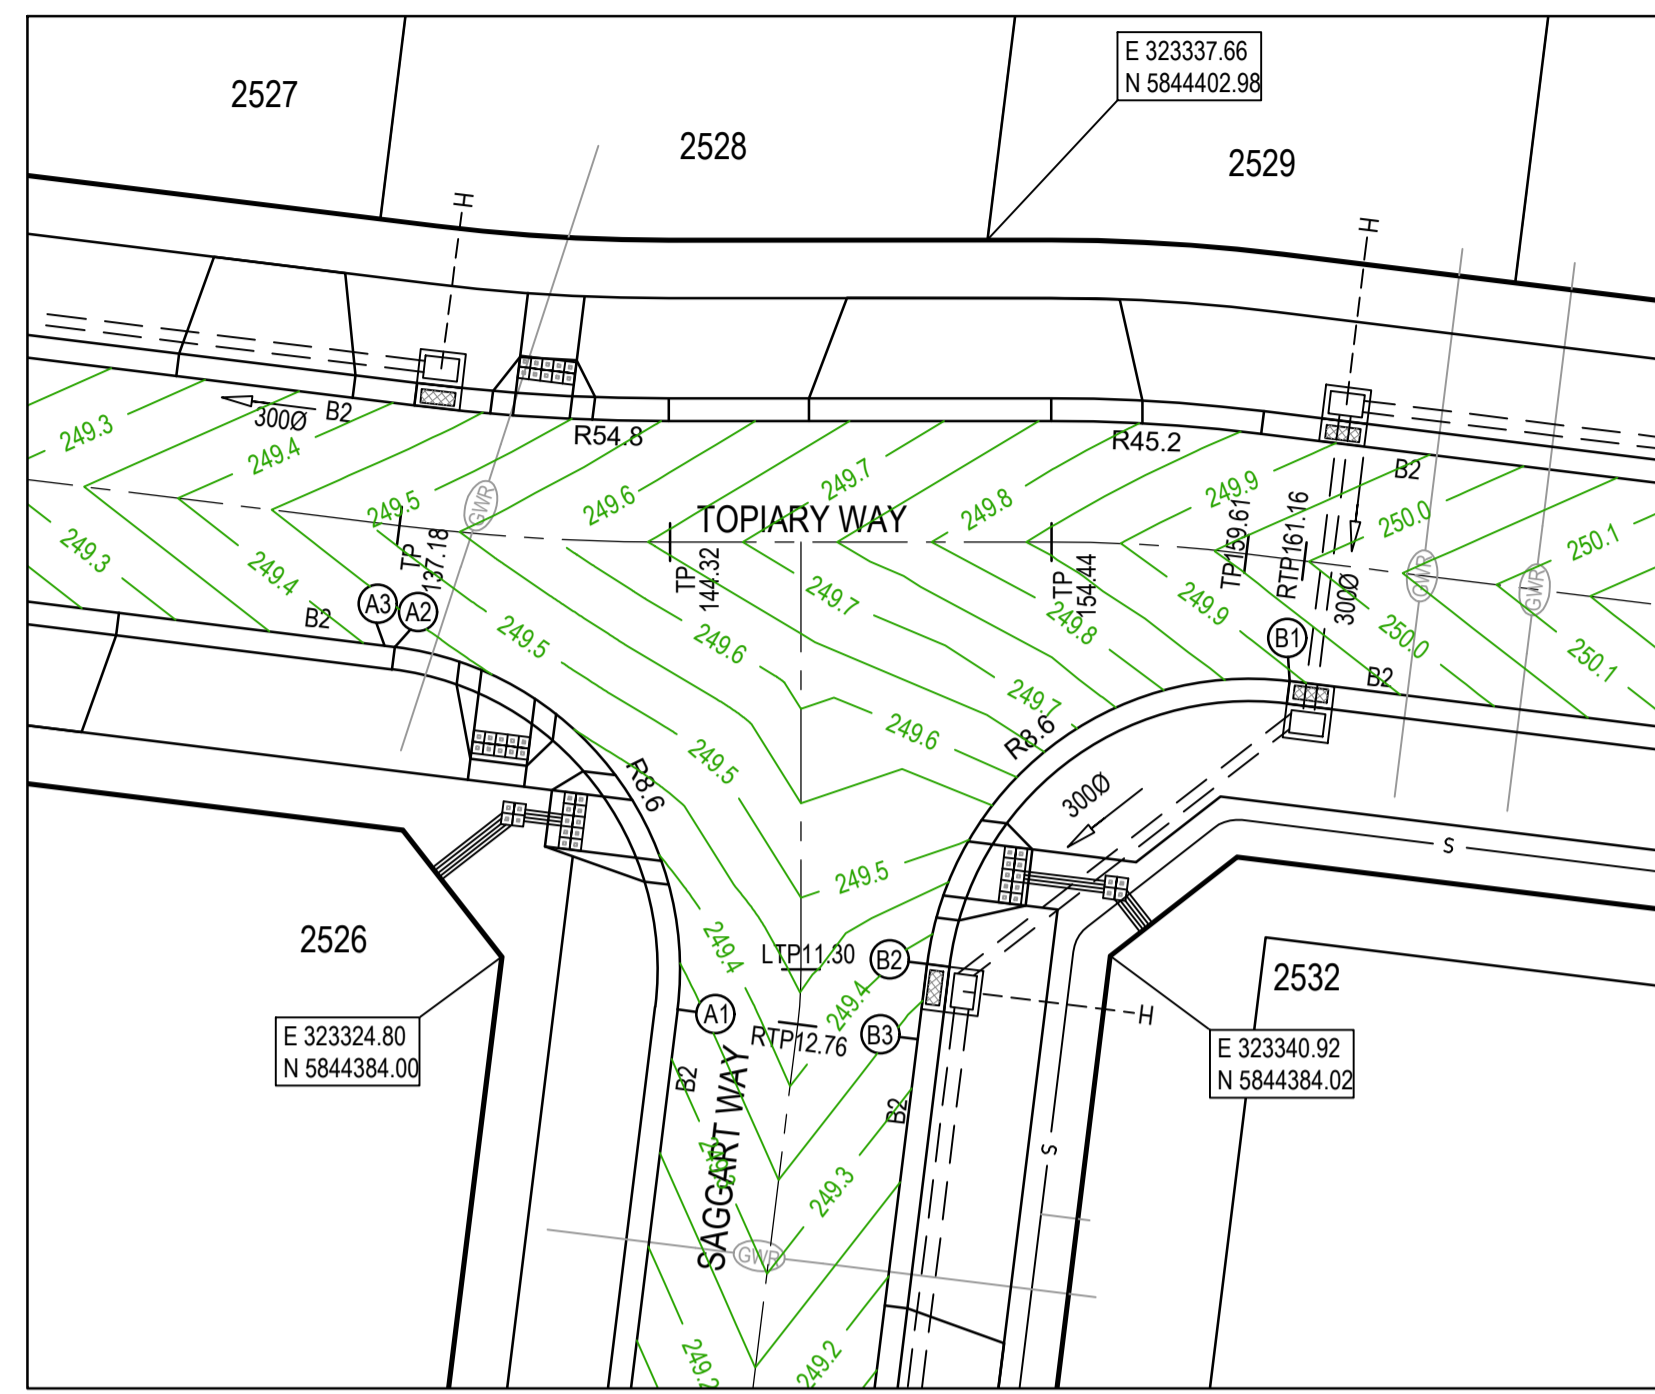 E 323337.66
N 5844402.98
2527
2528
2529
H
H
300Ø
B2
R54.8
R45.2
B2
249.3
249.4
249.5
249.6
249.7
249.8
249.9
250.0
250.1
GWR
TOPIARY WAY
TP
137.18
TP
144.32
TP
154.44
TP159.61
RTP161.16
300Ø
GWR
GWR
249.3
249.4
249.5
249.6
249.7
249.8
249.9
250.0
250.1
A3
A2
B2
B1
B2
249.7
249.6
249.5
R8.6
R8.6
300Ø
249.5
S
249.4
2526
LTP11.30
B2
2532
249.4
A1
RTP12.76
B3
H
E 323324.80
N 5844384.00
E 323340.92
N 5844384.02
B2
B2
SAGGART WAY
249.3
S
GWR
249.2
249.2